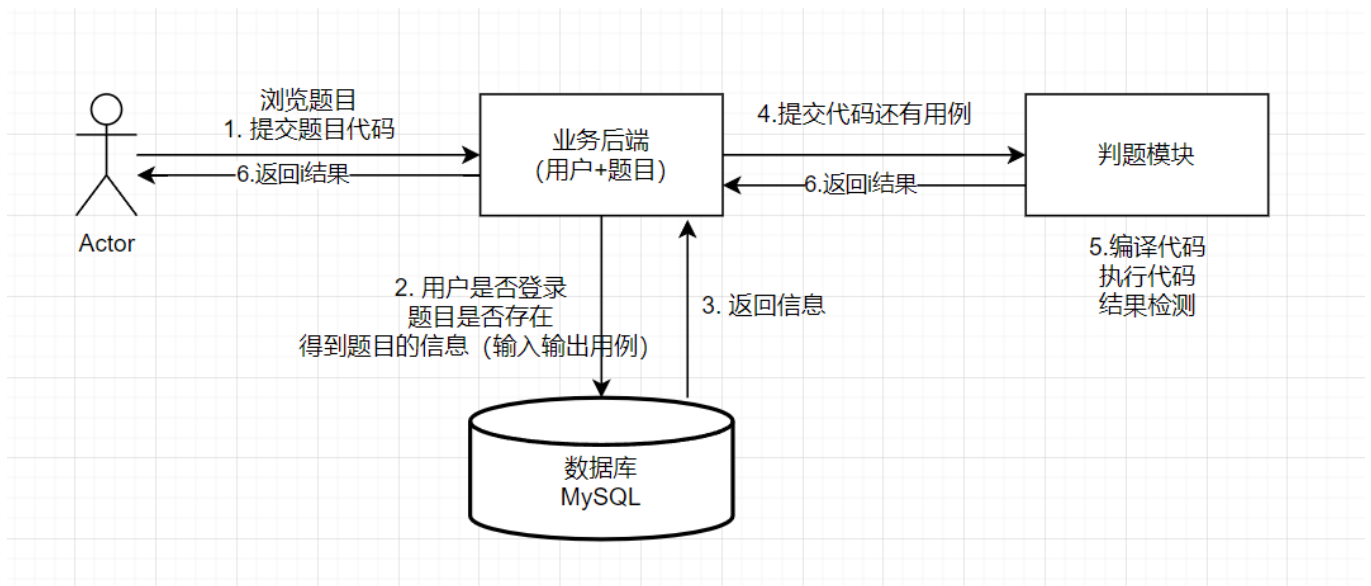 浏览题目
1. 提交题目代码
6.返回i结果
Actor
业务后端
（用户+题目）
4.提交代码还有用例
6.返回i结果
判题模块
5.编译代码
执行代码
结果检测
2. 用户是否登录
题目是否存在
得到题目的信息（输入输出用例）
3. 返回信息
数据库
MySQL